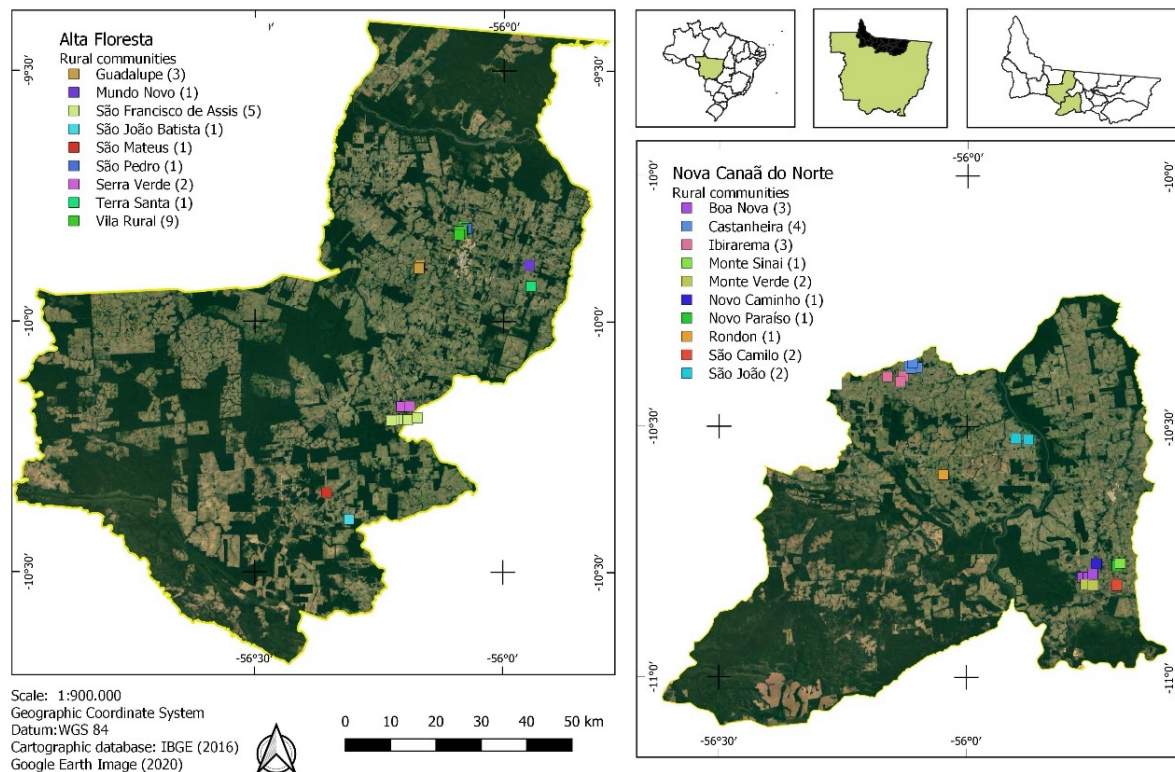 Alta Floresta
Rural communities
Guadalupe (3)
Mundo Novo (1)
São Francisco de Assis (5)
São João Batista (1)
São Mateus (1)
São Pedro (1)
Serra Verde (2)
Terra Santa (1)
Vila Rural (9)
-56°0'
-9°30'
-9°30'
-10°0'
-10°0'
-10°30'
-10°30'
-56°30'
-56°0'
Nova Canaã do Norte
Rural communities
Boa Nova (3)
Castanheira (4)
Ibirarema (3)
Monte Sinai (1)
Monte Verde (2)
Novo Caminho (1)
Novo Paraíso (1)
Rondon (1)
São Camilo (2)
São João (2)
-56°0'
-10°0'
-10°0'
-10°30'
-10°30'
-11°0'
-11°0'
-56°30'
-56°0'
Scale: 1:900.000
Geographic Coordinate System
Datum:WGS 84
Cartographic database: IBGE (2016)
Google Earth Image (2020)
0 10 20 30 40 50 km